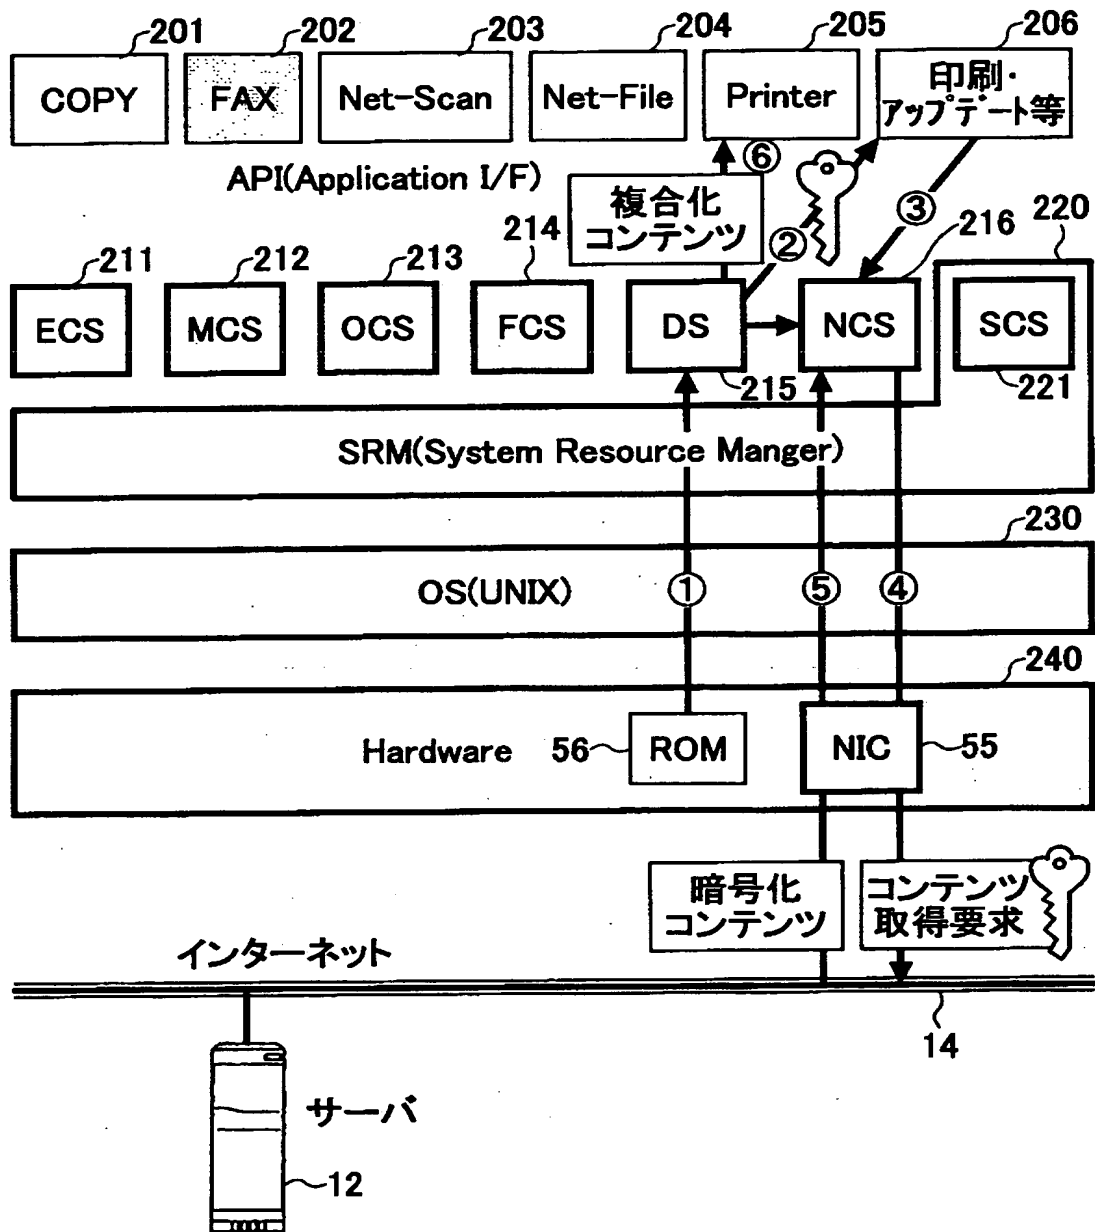 201
202
203
204
205
206
COPY
FAX
Net-Scan
Net-File
Printer
印刷・
アップデート等
API(Application I/F)
⑥
複合化
コンテンツ
②
③
211
212
213
214
216
220
ECS
MCS
OCS
FCS
DS
NCS
SCS
215
221
SRM(System Resource Manger)
230
OS(UNIX)
①
⑤
④
240
Hardware
56
ROM
NIC
55
暗号化
コンテンツ
コンテンツ
取得要求
インターネット
14
サーバ
12